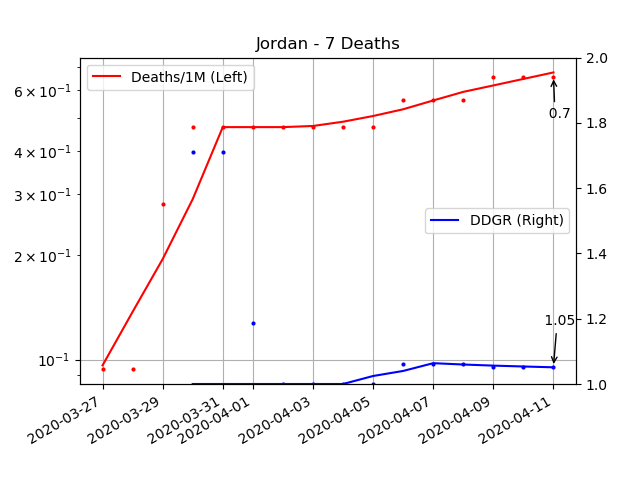 Jordan - 7 Deaths
Deaths/1M (Left)
DDGR (Right)
0.7
1.05
6 × 10⁻¹
4 × 10⁻¹
3 × 10⁻¹
2 × 10⁻¹
10⁻¹
2.0
1.8
1.6
1.4
1.2
1.0
2020-03-27
2020-03-29
2020-03-31
2020-04-01
2020-04-03
2020-04-05
2020-04-07
2020-04-09
2020-04-11